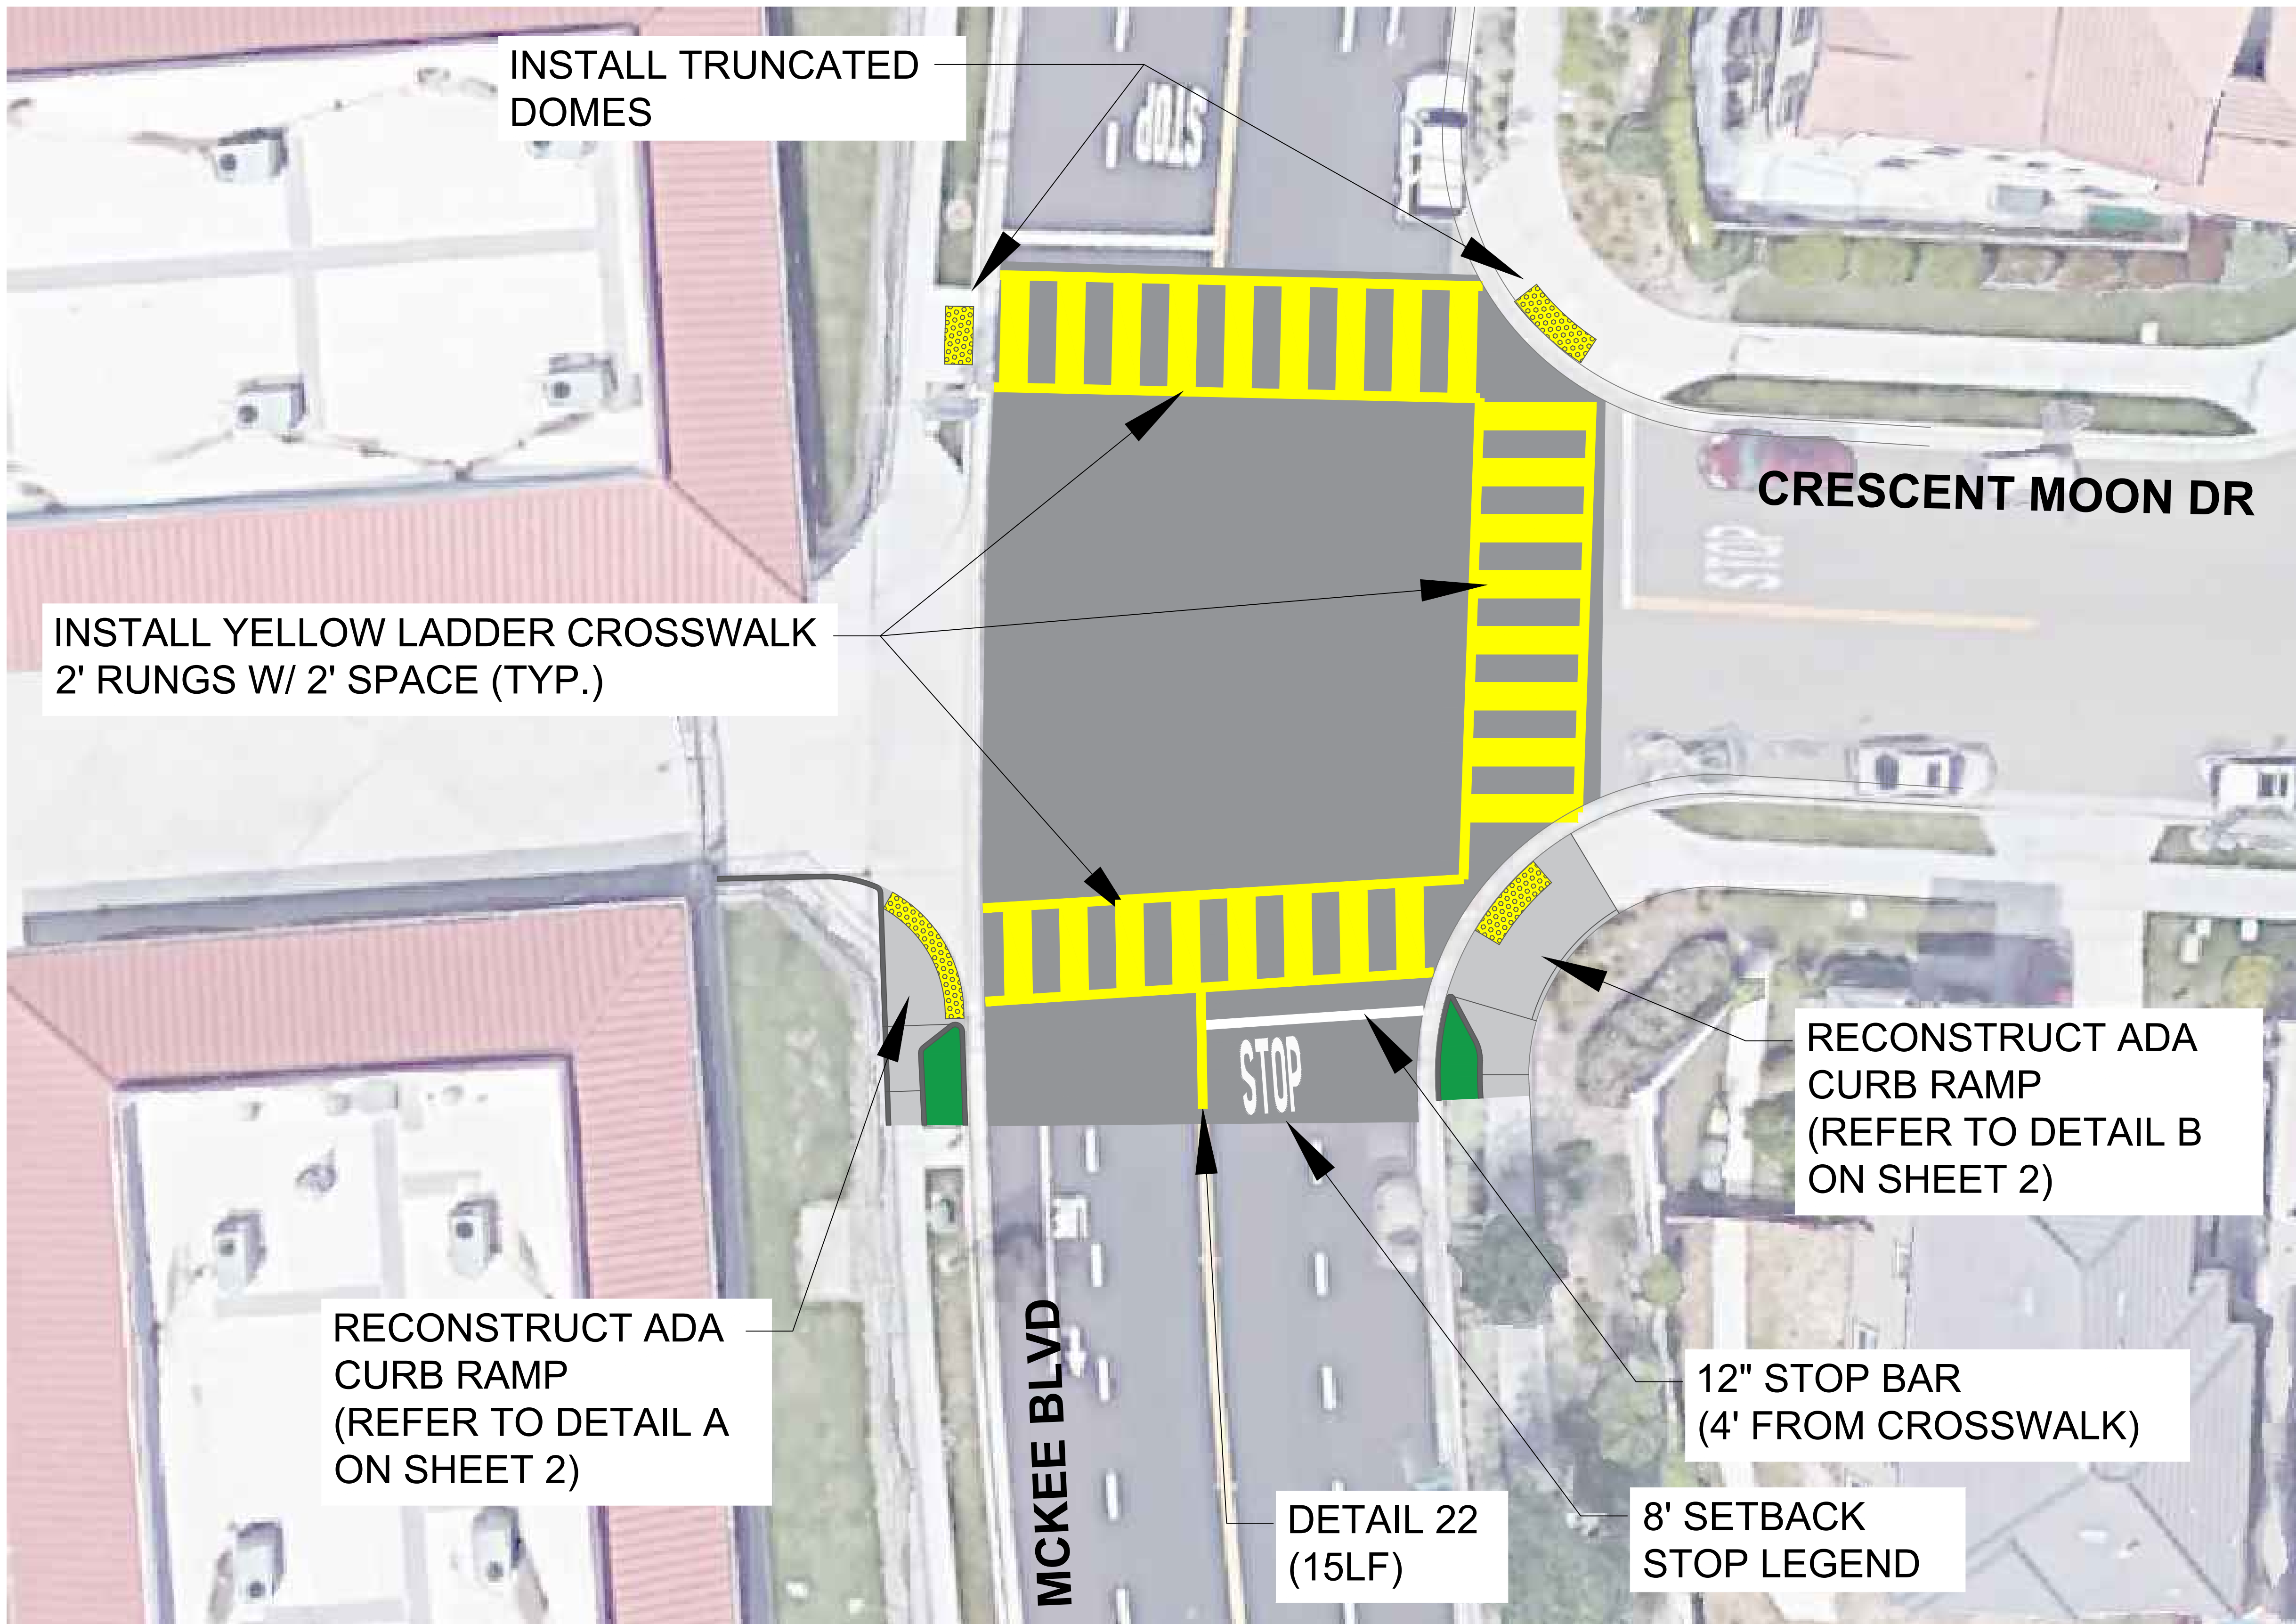 INSTALL TRUNCATED
DOMES
STOP
CRESCENT MOON DR
STOP
INSTALL YELLOW LADDER CROSSWALK
2' RUNGS W/ 2' SPACE (TYP.)
STOP
RECONSTRUCT ADA
CURB RAMP
(REFER TO DETAIL B
ON SHEET 2)
RECONSTRUCT ADA
CURB RAMP
(REFER TO DETAIL A
ON SHEET 2)
MCKEE BLVD
12" STOP BAR
(4' FROM CROSSWALK)
DETAIL 22
(15LF)
8' SETBACK
STOP LEGEND